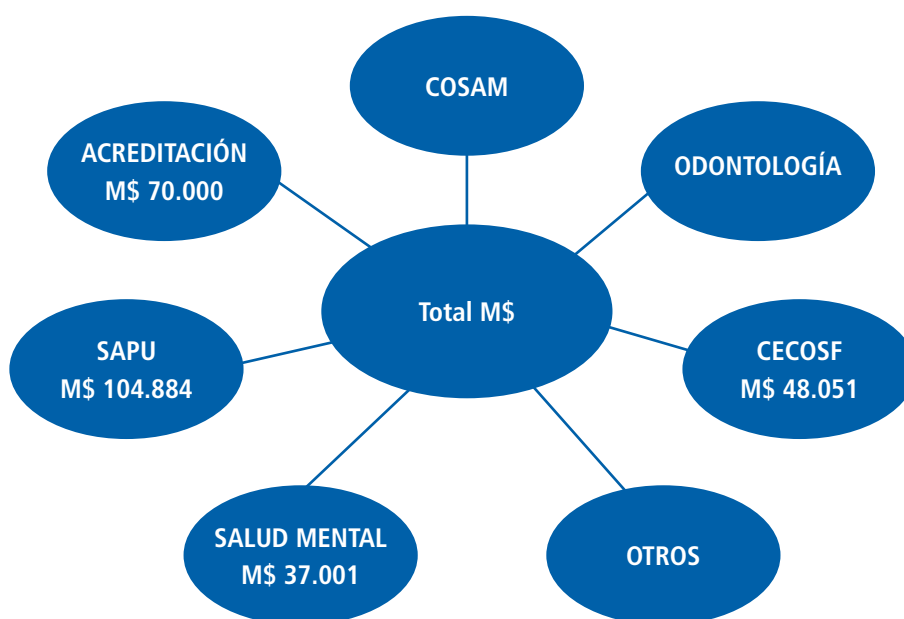 COSAM
ACREDITACIÓN
M$ 70.000
ODONTOLOGÍA
Total M$
SAPU
M$ 104.884
CECOSF
M$ 48.051
SALUD MENTAL
M$ 37.001
OTROS